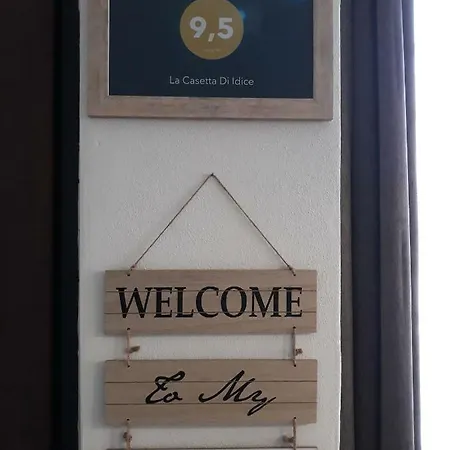 9,5
La Casetta Di Idice
WELCOME
To My